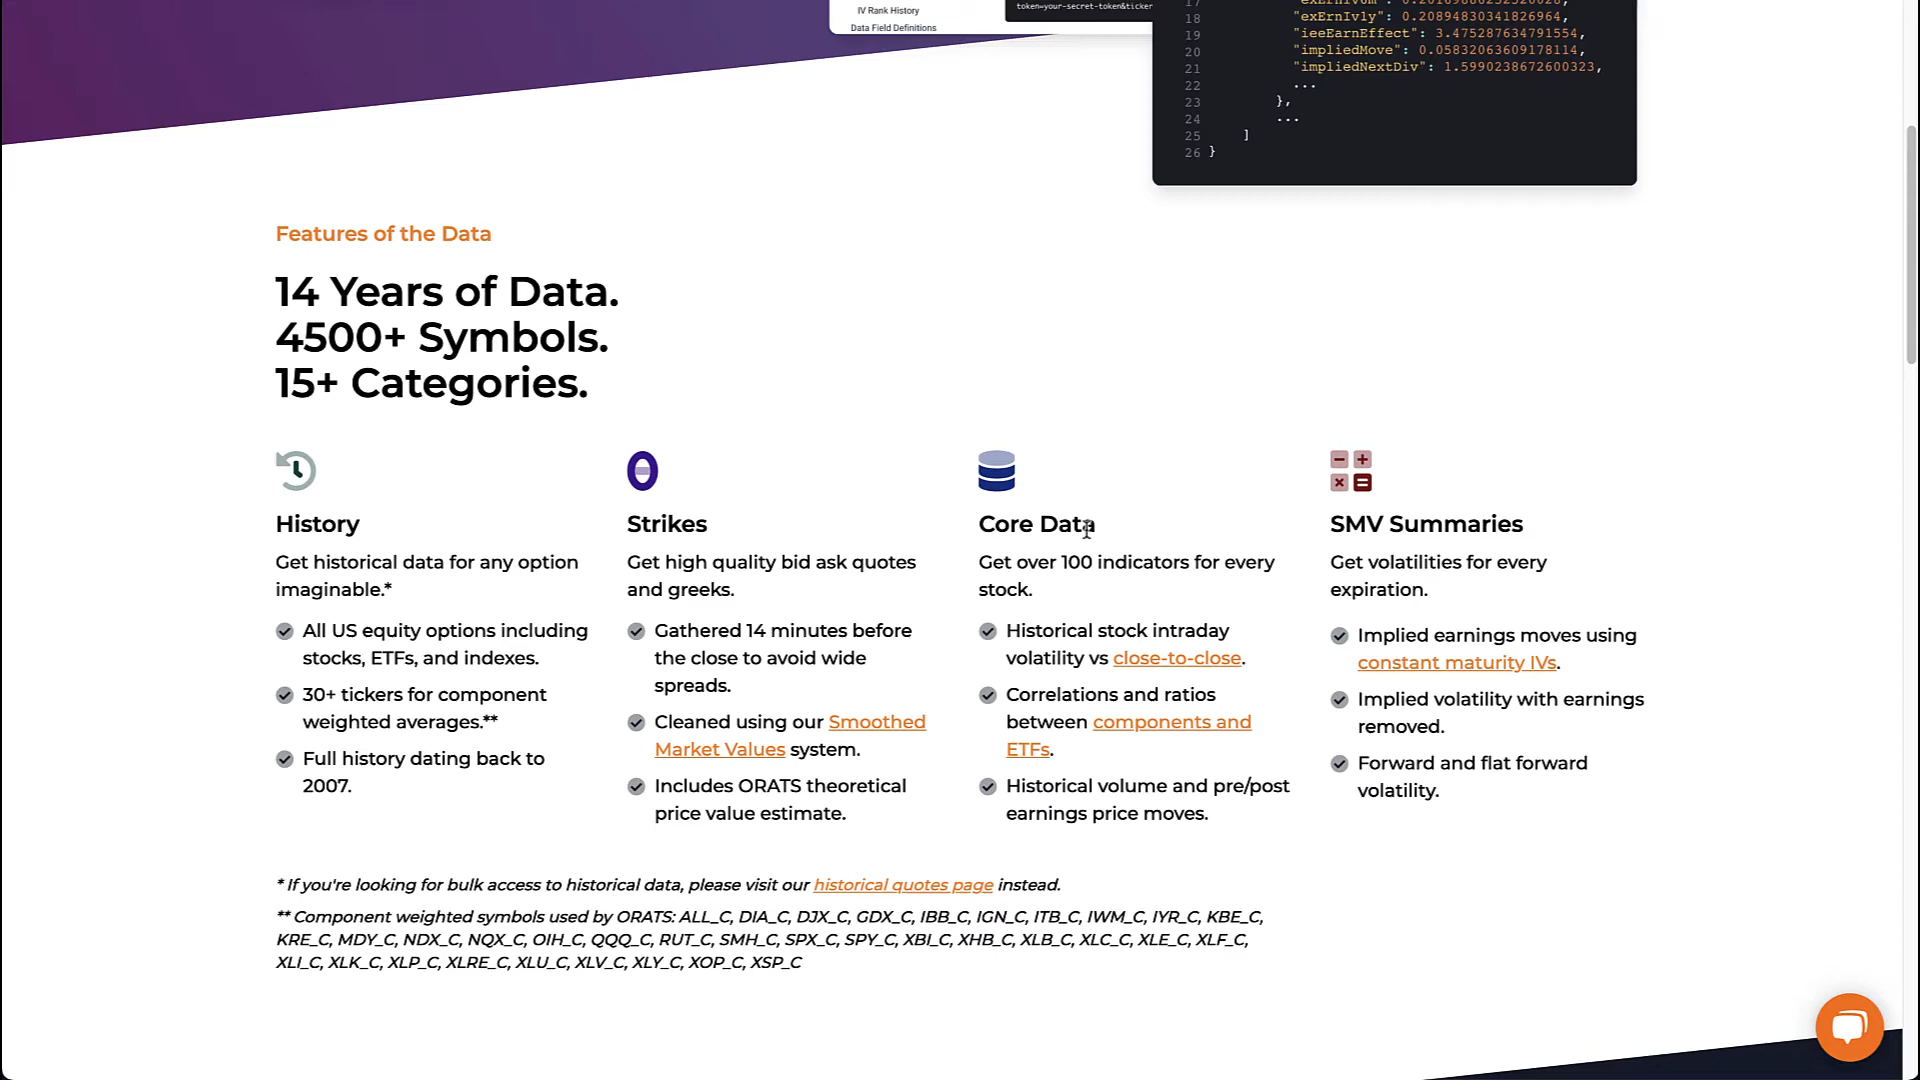 IV Rank History
Data Field Definitions
token=your-secret-token&ticker
18 "exErnIvly": 0.20894830341826964,
19 "ieeEarnEffect": 3.475287634791554,
20 "impliedMove": 0.05832063609178114,
21 "impliedNextDiv": 1.5990238672600323,
22 ...
23 },
24 ...
25 ]
26 }
Features of the Data
14 Years of Data.
4500+ Symbols.
15+ Categories.
History
Get historical data for any option
imaginable.*
All US equity options including
stocks, ETFs, and indexes.
30+ tickers for component
weighted averages.**
Full history dating back to
2007.
Strikes
Get high quality bid ask quotes
and greeks.
Gathered 14 minutes before
the close to avoid wide
spreads.
Cleaned using our Smoothed
Market Values system.
Includes ORATS theoretical
price value estimate.
Core Data
Get over 100 indicators for every
stock.
Historical stock intraday
volatility vs close-to-close.
Correlations and ratios
between components and
ETFs.
Historical volume and pre/post
earnings price moves.
SMV Summaries
Get volatilities for every
expiration.
Implied earnings moves using
constant maturity IVs.
Implied volatility with earnings
removed.
Forward and flat forward
volatility.
* If you're looking for bulk access to historical data, please visit our historical quotes page instead.
** Component weighted symbols used by ORATS: ALL_C, DIA_C, DJX_C, GDX_C, IBB_C, IGN_C, ITB_C, IWM_C, IYR_C, KBE_C,
KRE_C, MDY_C, NDX_C, NQX_C, OIH_C, QQQ_C, RUT_C, SMH_C, SPX_C, SPY_C, XBI_C, XHB_C, XLB_C, XLC_C, XLE_C, XLF_C,
XLI_C, XLK_C, XLP_C, XLRE_C, XLU_C, XLV_C, XLY_C, XOP_C, XSP_C